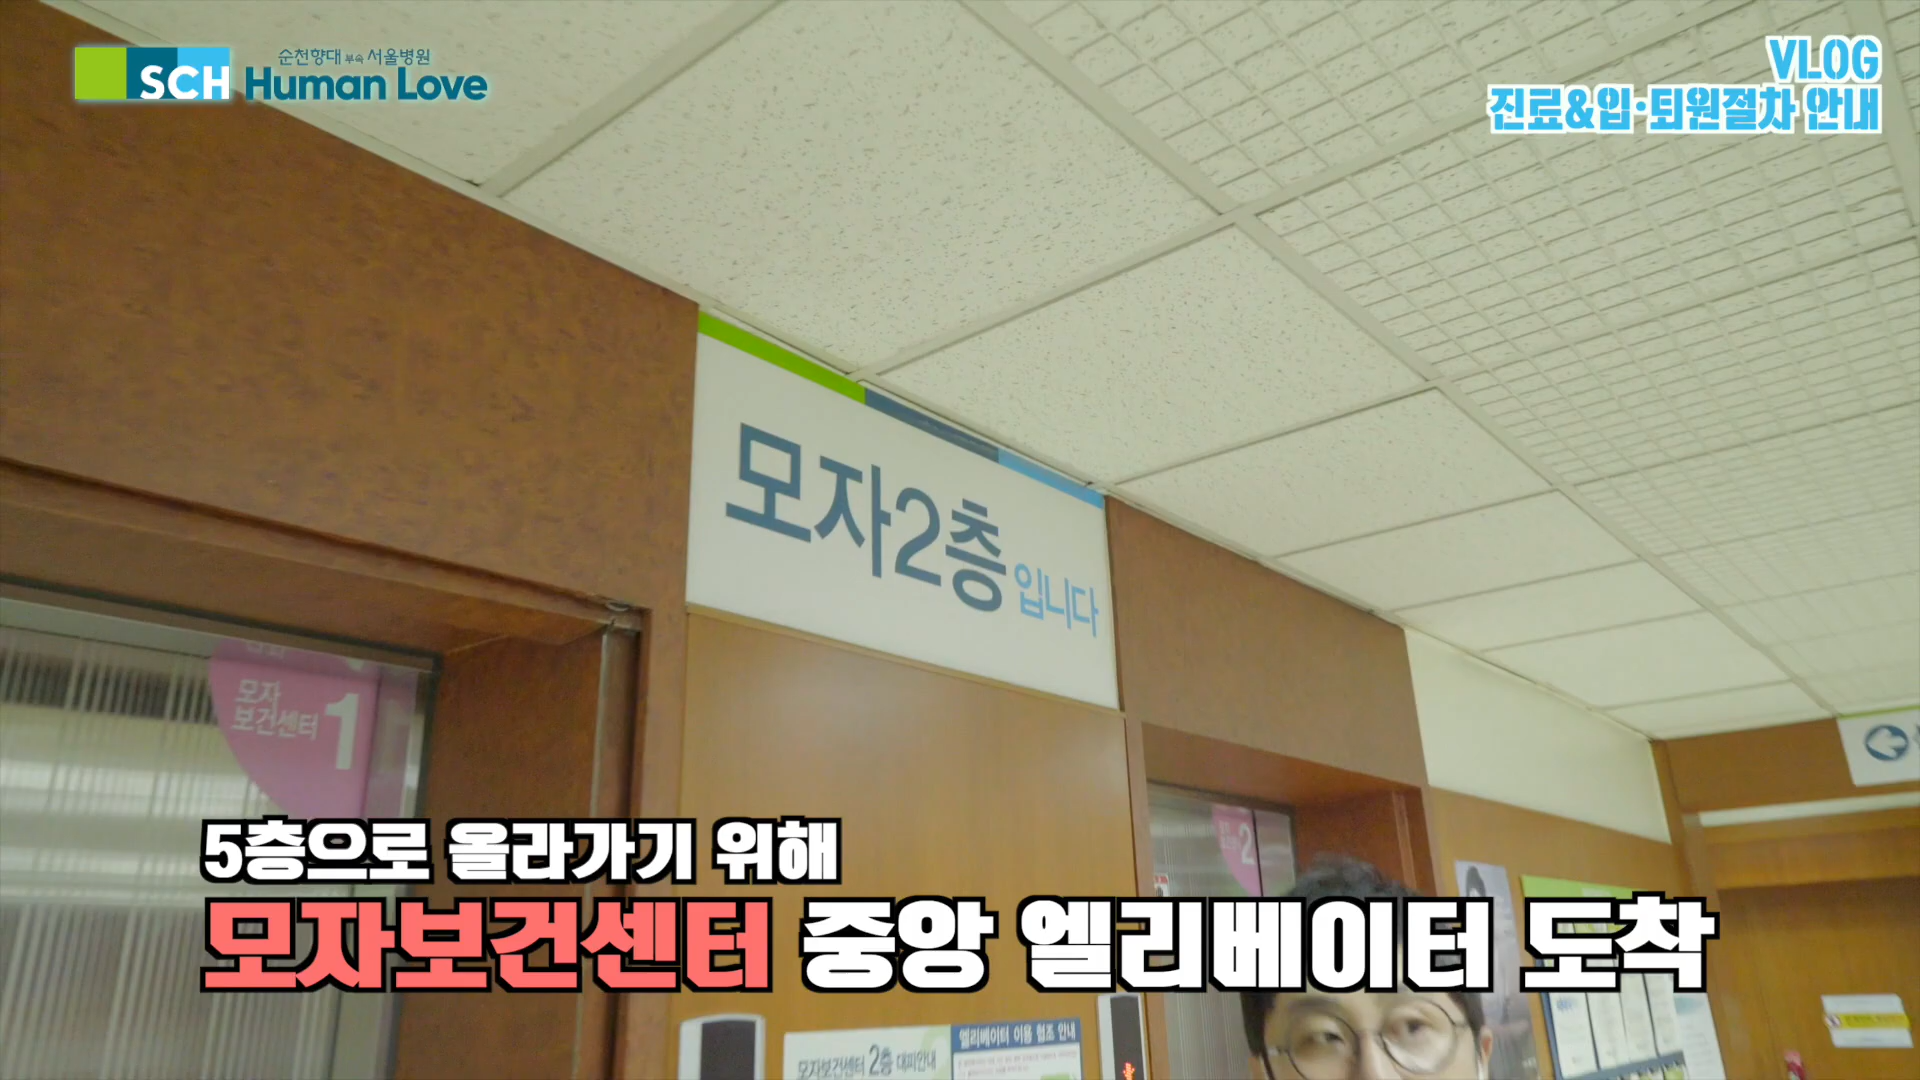 순천향대 부속 서울병원
SCH Human Love
VLOG
진료&입·퇴원절차 안내
모자2층입니다
모자
보건센터 1
2
5층으로 올라가기 위해
모자보건센터 중앙 엘리베이터 도착
엘리베이터 이용 협조 안내
모자보건센터 2층 대피안내